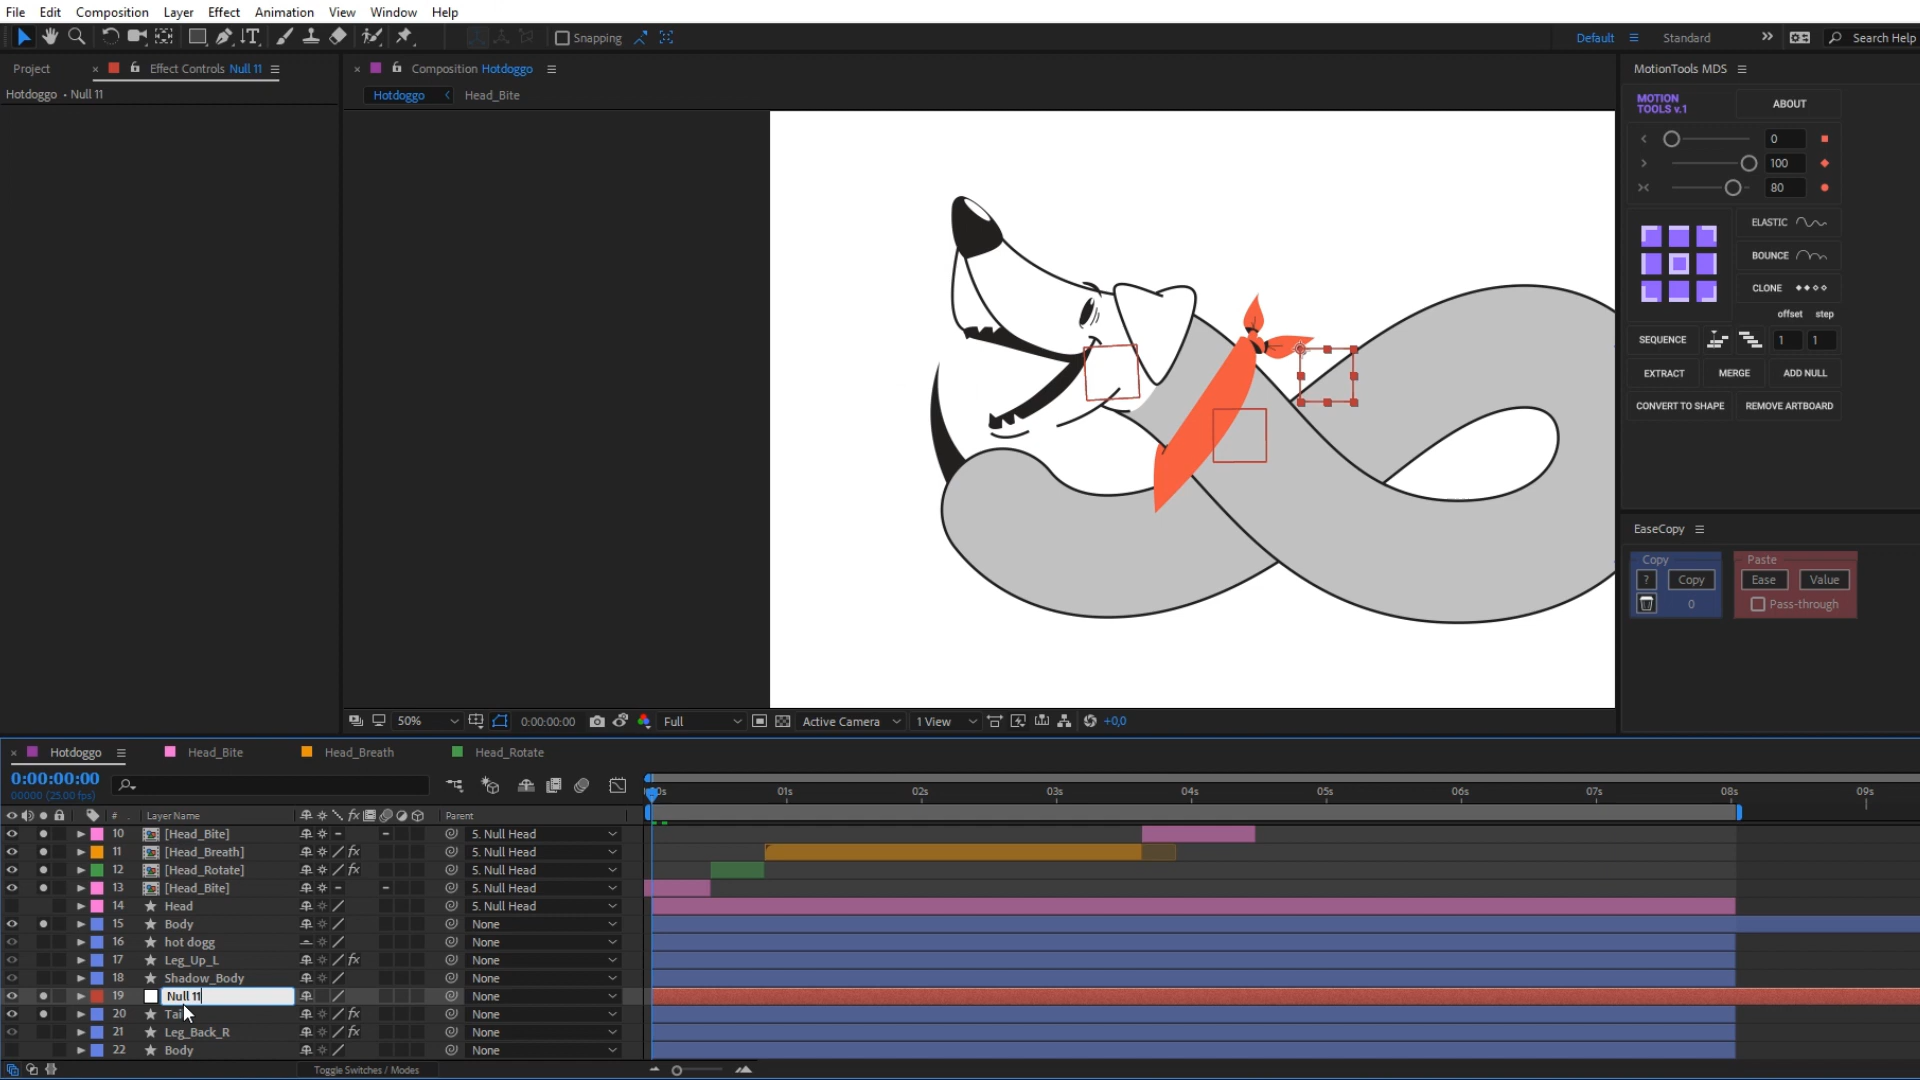 File Edit Composition Layer Effect Animation View Window Help
Snapping Default Standard Search Help
Project Effect Controls Null 11
Hotdoggo • Null 11
Composition Hotdoggo
Hotdoggo Head_Bite
MotionTools MDS
MOTION TOOLS v.1 ABOUT
0
100
80
ELASTIC
BOUNCE
CLONE
offset step
SEQUENCE 1 1
EXTRACT MERGE ADD NULL
CONVERT TO SHAPE REMOVE ARTBOARD
EaseCopy
Copy Paste
? Copy Ease Value
0 Pass-through
50% 0:00:00:00 Full Active Camera 1 View +0,0
Hotdoggo Head_Bite Head_Breath Head_Rotate
0:00:00:00
00000 (25.00 fps)
01s 02s 03s 04s 05s 06s 07s 08s 09s
# Layer Name Parent
10 [Head_Bite] 5. Null Head
11 [Head_Breath] fx 5. Null Head
12 [Head_Rotate] fx 5. Null Head
13 [Head_Bite] 5. Null Head
14 Head 5. Null Head
15 Body None
16 hot dogg None
17 Leg_Up_L fx None
18 Shadow_Body None
19 Null 11 None
20 Tail fx None
21 Leg_Back_R fx None
22 Body None
Toggle Switches / Modes